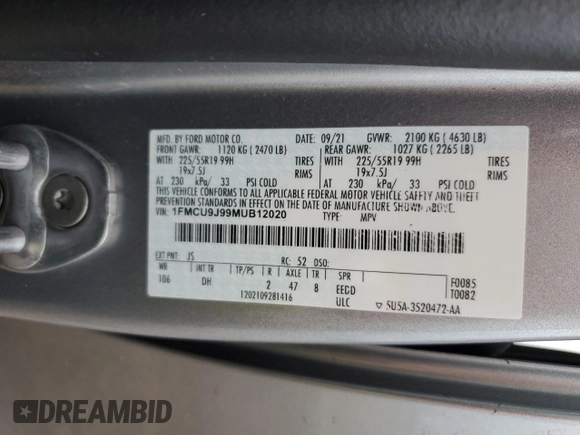 MFD. BY FORD MOTOR CO. 09/21 GVWR: 2100 KG ( 4630 LB)
FRONT GAWR: 1120 KG ( 2470 LB) REAR GAWR: 1027 KG ( 2265 LB)
WITH 225/55R19 99H TIRES WITH 225/55R19 99H TIRES
19x7.5J RIMS 19x7.5J RIMS
AT 230 kPa/ 33 PSI COLD AT 230 kPa/ 33 PSI COLD
THIS VEHICLE CONFORMS TO ALL APPLICABLE FEDERAL MOTOR VEHICLE SAFETY AND THEFT
PREVENTION STANDARDS IN EFFECT ON THE DATE OF MANUFACTURE SHOWN ABOVE.
VIN: 1FMCU9J99MUB12020 TYPE: MPV
EXT PNT: JS RC: 52 DSO:
WB INT TR TP/PS R AXLE TR SPR F0085
106 DH 2 47 8 EECD T0082
1202109281416 ULC ▽ 5U5A-3520472-AA
DREAMBID